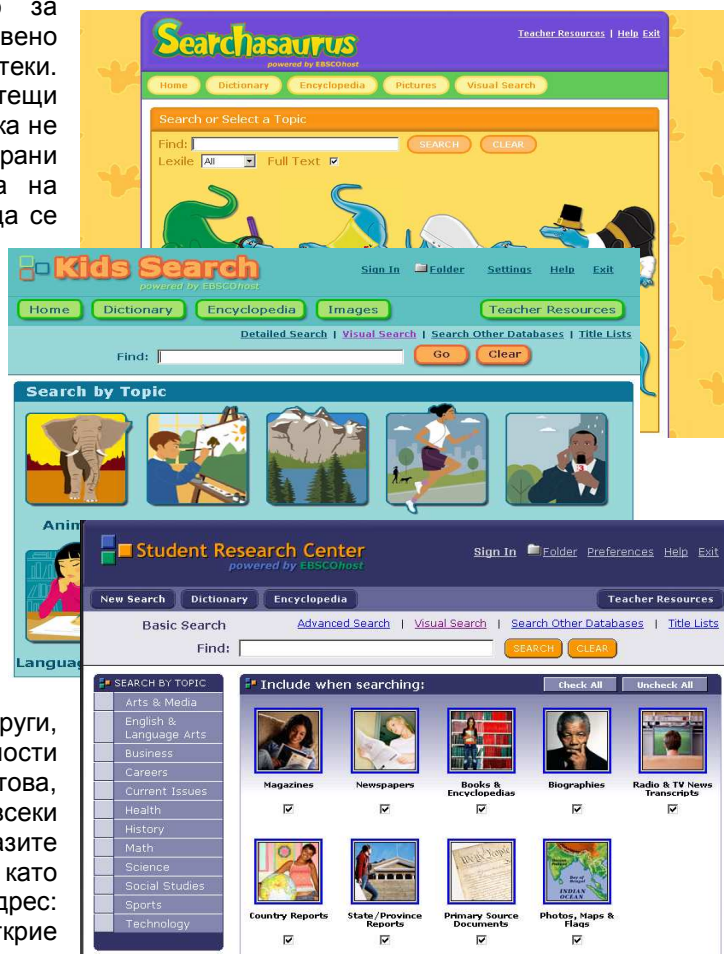 за
вено
теки.
тещи
ка не
рани
а на
да се
Searchasaurus
powered by EBSCOhost
Teacher Resources | Help Exit
Home Dictionary Encyclopedia Pictures Visual Search
Search or Select a Topic
Find: SEARCH CLEAR
Lexile All Full Text
Kids Search
powered by EBSCOhost
Sign In Folder Settings Help Exit
Home Dictionary Encyclopedia Images Teacher Resources
Detailed Search | Visual Search | Search Other Databases | Title Lists
Find: Go Clear
Search by Topic
Anim
Languag
Student Research Center
powered by EBSCOhost
Sign In Folder Preferences Help Exit
New Search Dictionary Encyclopedia Teacher Resources
Basic Search Advanced Search | Visual Search | Search Other Databases | Title Lists
Find: SEARCH CLEAR
SEARCH BY TOPIC
Arts & Media
English &
Language Arts
Business
Careers
Current Issues
Health
History
Math
Science
Social Studies
Sports
Technology
Include when searching: Check All Uncheck All
Magazines
Newspapers
Books &
Encyclopedias
Biographies
Radio & TV News
Transcripts
Country Reports
State/Province
Reports
We the People
Primary Source
Documents
INDIAN
OCEAN
Photos, Maps &
Flags
руги,
ности
това,
всеки
азите
като
дрес:
ткрие